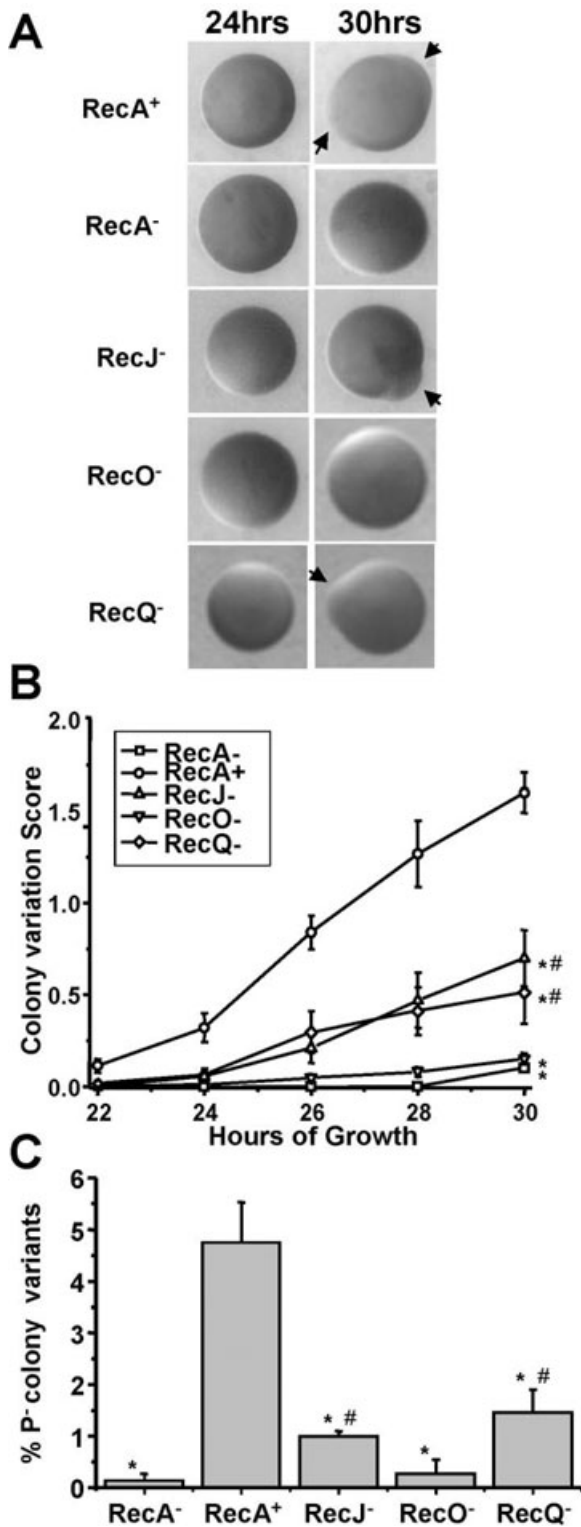 A
24hrs 30hrs
RecA+
RecA-
RecJ-
RecO-
RecQ-
B
Colony variation Score
2.0
1.5
1.0
0.5
0.0
RecA-
RecA+
RecJ-
RecO-
RecQ-
*#
*#
*
*
22 24 26 28 30
Hours of Growth
C
% P- colony variants
6
5
4
3
2
1
0
*
* #
*
* #
RecA- RecA+ RecJ- RecO- RecQ-